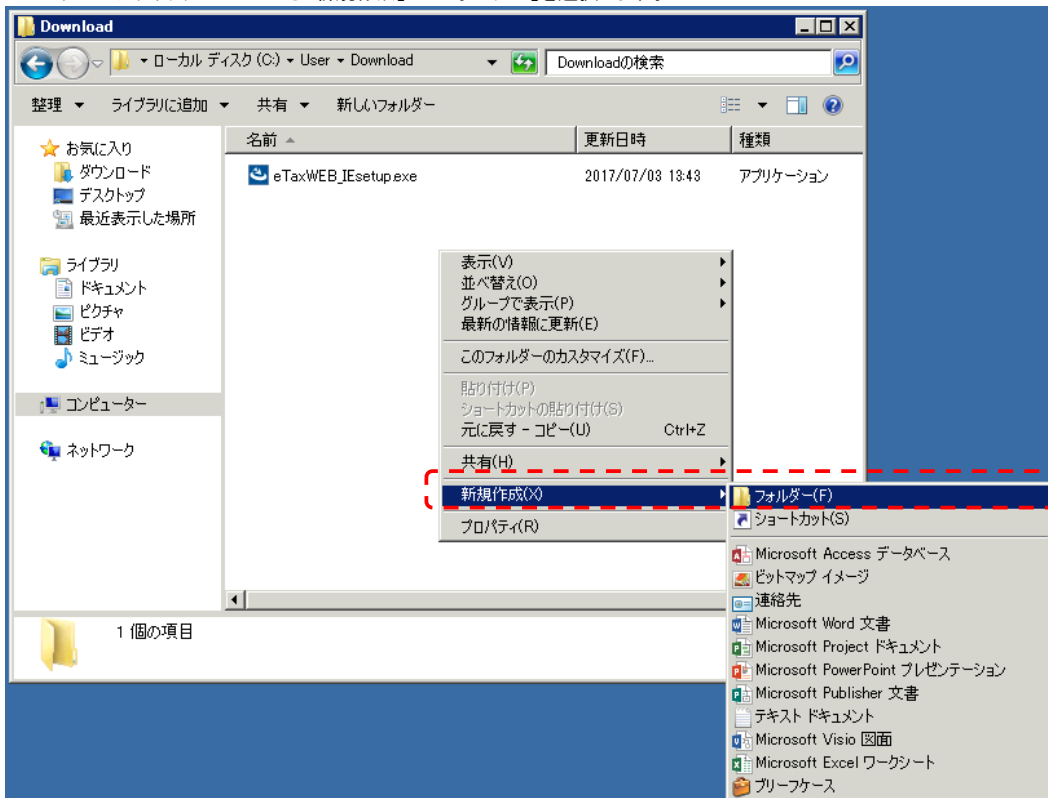 Download
ローカル ディスク (C:) User Download
Downloadの検索
整理 ライブラリに追加 共有 新しいフォルダー
名前 更新日時 種類
お気に入り
ダウンロード
デスクトップ
最近表示した場所
ライブラリ
ドキュメント
ピクチャ
ビデオ
ミュージック
コンピューター
ネットワーク
eTaxWEB_IEsetup.exe 2017/07/03 13:43 アプリケーション
表示(V)
並べ替え(O)
グループで表示(P)
最新の情報に更新(E)
このフォルダーのカスタマイズ(F)...
貼り付け(P)
ショートカットの貼り付け(S)
元に戻す - コピー(U) Ctrl+Z
共有(H)
新規作成(X)
プロパティ(R)
フォルダー(F)
ショートカット(S)
Microsoft Access データベース
ビットマップ イメージ
連絡先
Microsoft Word 文書
Microsoft Project ドキュメント
Microsoft PowerPoint プレゼンテーション
Microsoft Publisher 文書
テキスト ドキュメント
Microsoft Visio 図面
Microsoft Excel ワークシート
ブリーフケース
1 個の項目